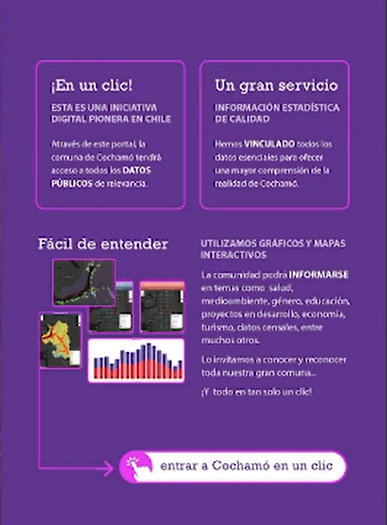 ¡En un clic!
ESTA ES UNA INICIATIVA
DIGITAL PIONERA EN CHILE
Através de este portal, la
comuna de Cochamó tendrá
acceso a todos los DATOS
PÚBLICOS de relevancia.
Un gran servicio
INFORMACIÓN ESTADÍSTICA
DE CALIDAD
Hemos VINCULADO todos los
datos esenciales para ofrecer
una mayor comprensión de la
realidad de Cochamó.
Fácil de entender
UTILIZAMOS GRÁFICOS Y MAPAS
INTERACTIVOS
La comunidad podrá INFORMARSE
en temas como salud,
medioambiente, género, educación,
proyectos en desarrollo, economía,
turismo, datos censales, entre
muchos otros.
Lo invitamos a conocer y reconocer
toda nuestra gran comuna...
¡Y todo en tan solo un clic!
entrar a Cochamó en un clic